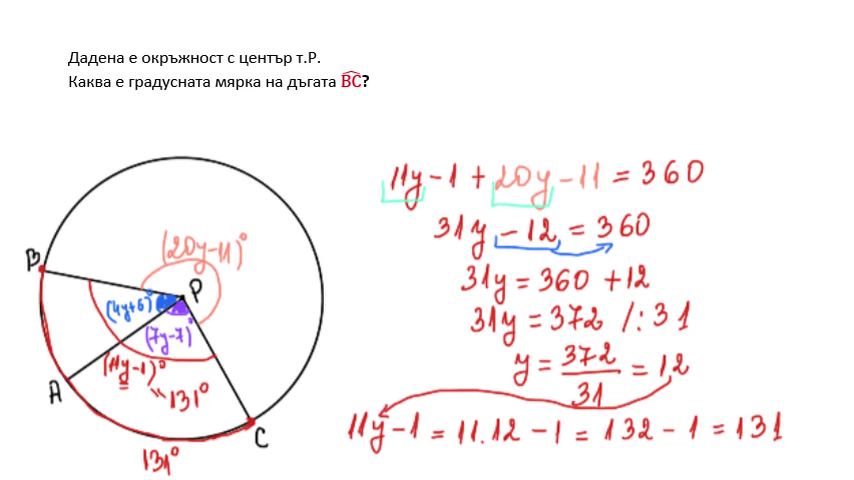 Дадена е окръжност с център т.P.
Каква е градусната мярка на дъгата BC?
11y-1 + 20y-11 = 360
31y -12 = 360
31y = 360 +12
31y = 372 /:31
y = 372/31 = 12
11y-1 = 11.12 -1 = 132 -1 = 131
B
(20y-11)°
P
(4y+6)°
(7y-7)°
(11y-1)°
A
= 131°
C
131°